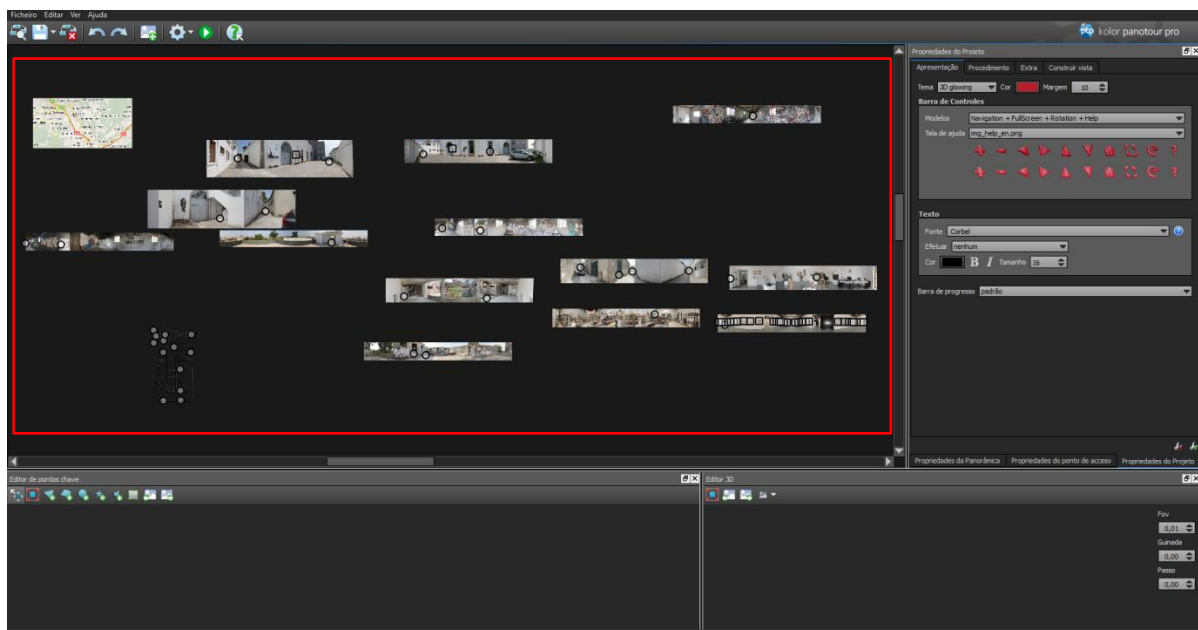 Ficheiro Editar Ver Ajuda
ptp kolor panotour pro
Propriedades do Projeto
Apresentação Procedimento Extra Construir vista
Tema 3D glowing Cor Margem 10
Barra de Controles
Modelos Navigation + FullScreen + Rotation + Help
Tela de ajuda img_help_en.png
Texto
Fonte Corbel
Efetuar nenhum
Cor B I Tamanho 16
Barra de progresso padrão
Propriedades da Panorâmica Propriedades do ponto de acceso Propriedades do Projeto
Editor de pontos chave
Editor 3D
Fov
0,01
Guinada
0,00
Passo
0,00